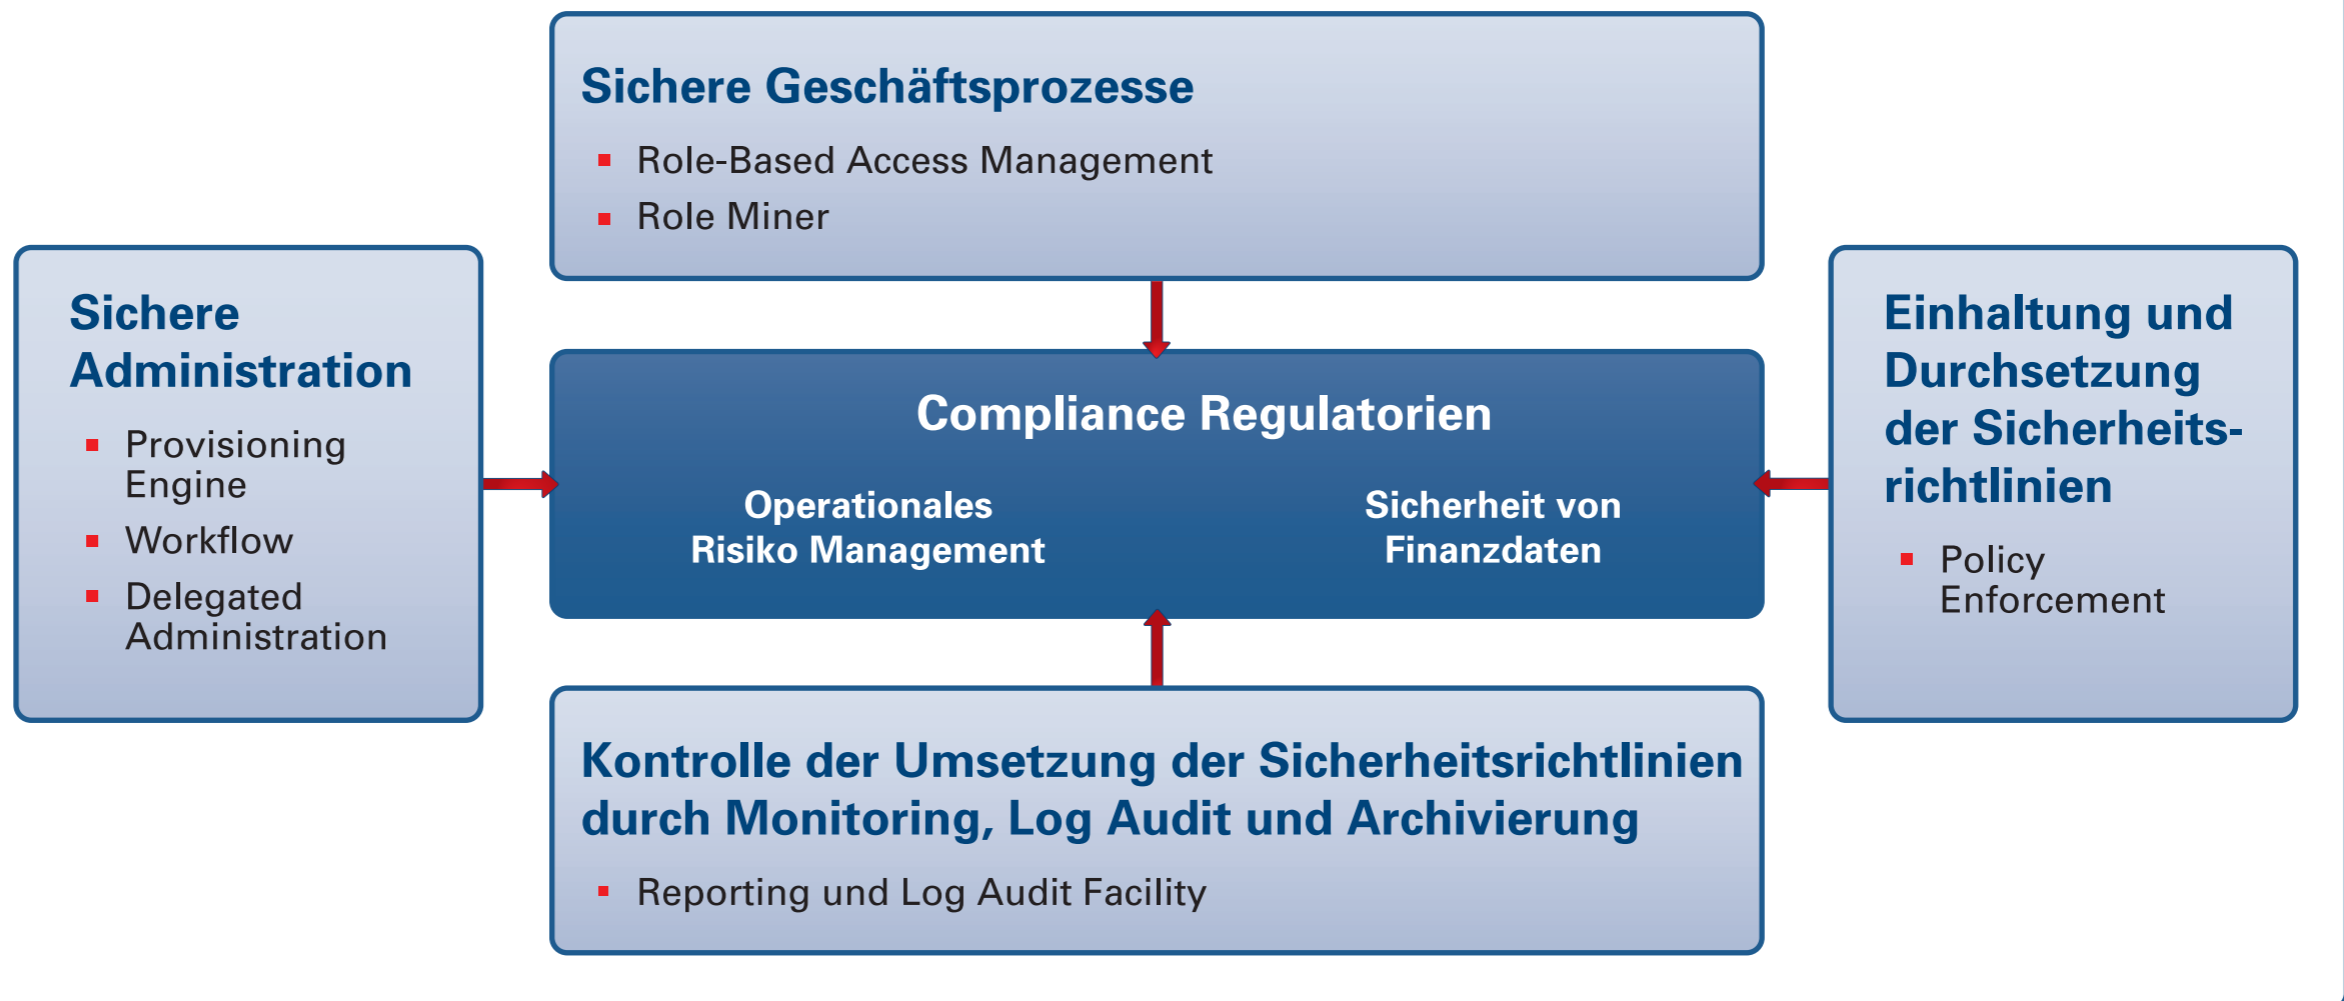 Sichere Geschäftsprozesse
Role-Based Access Management
Role Miner
Sichere
Administration
Provisioning
Engine
Workflow
Delegated
Administration
Compliance Regulatorien
Operationales
Risiko Management
Sicherheit von
Finanzdaten
Einhaltung und
Durchsetzung
der Sicherheits-
richtlinien
Policy
Enforcement
Kontrolle der Umsetzung der Sicherheitsrichtlinien
durch Monitoring, Log Audit und Archivierung
Reporting und Log Audit Facility